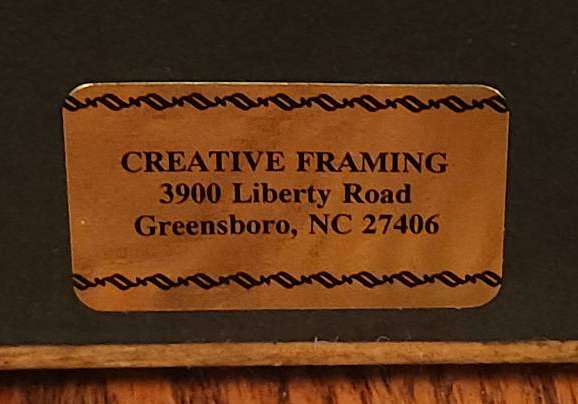 CREATIVE FRAMING
3900 Liberty Road
Greensboro, NC 27406